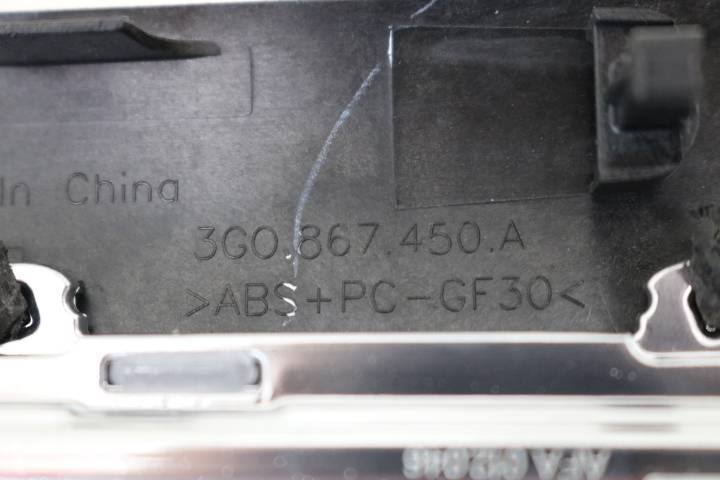 In China
3G0.867.450.A
>ABS+PC-GF30<